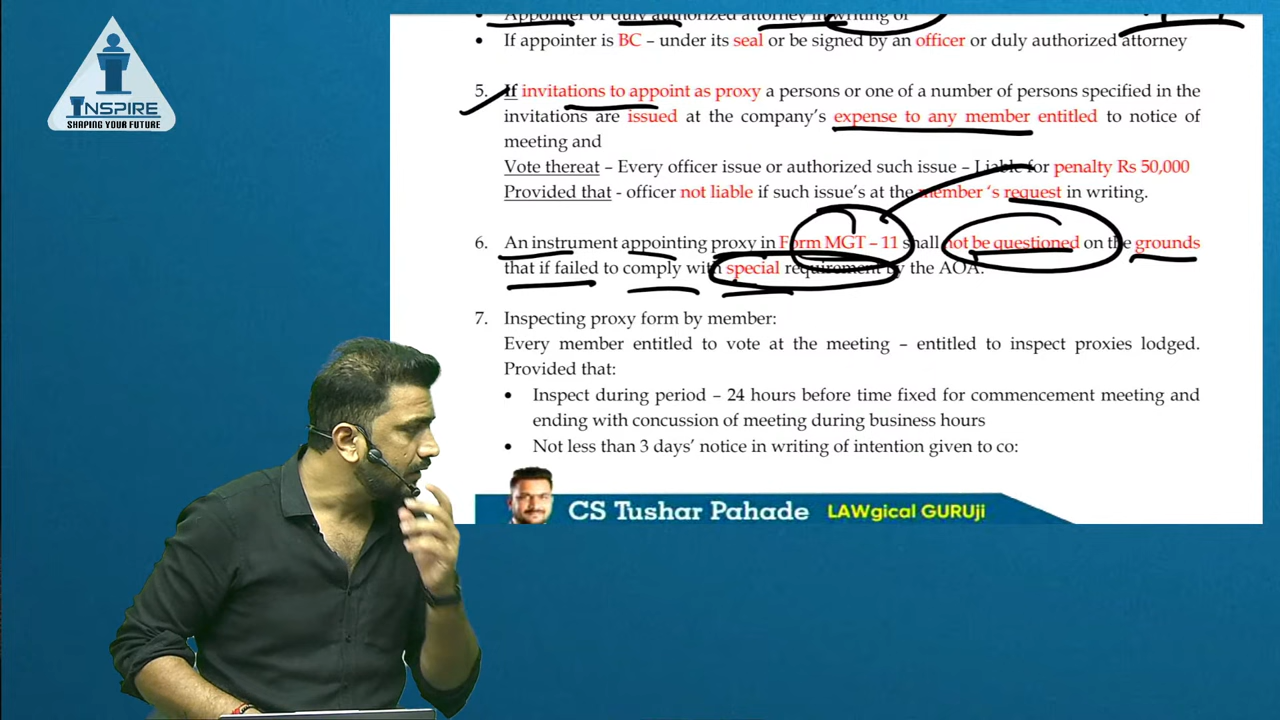 INSPIRE
SHAPING YOUR FUTURE
• Appointer or duly authorized attorney in writing or
• If appointer is BC – under its seal or be signed by an officer or duly authorized attorney
5. If invitations to appoint as proxy a persons or one of a number of persons specified in the
invitations are issued at the company's expense to any member entitled to notice of
meeting and
Vote thereat – Every officer issue or authorized such issue – Liable for penalty Rs 50,000
Provided that - officer not liable if such issue's at the member 's request in writing.
6. An instrument appointing proxy in Form MGT – 11 shall not be questioned on the grounds
that if failed to comply with special requirement by the AOA.
7. Inspecting proxy form by member:
Every member entitled to vote at the meeting – entitled to inspect proxies lodged.
Provided that:
• Inspect during period – 24 hours before time fixed for commencement meeting and
ending with concussion of meeting during business hours
• Not less than 3 days' notice in writing of intention given to co:
CS Tushar Pahade LAWgical GURUji